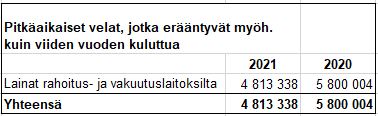 Pitkäaikaiset velat, jotka erääntyvät myöh.
kuin viiden vuoden kuluttua
2021 2020
Lainat rahoitus- ja vakuutuslaitoksilta 4 813 338 5 800 004
Yhteensä 4 813 338 5 800 004